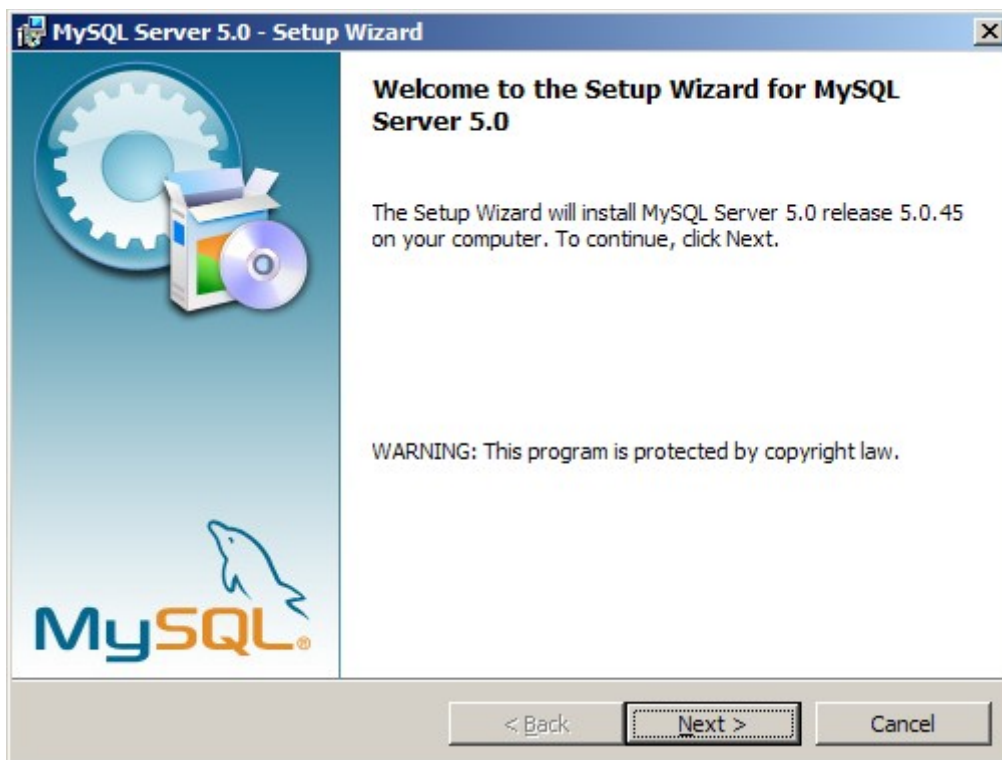 MySQL Server 5.0 - Setup Wizard
Welcome to the Setup Wizard for MySQL
Server 5.0
The Setup Wizard will install MySQL Server 5.0 release 5.0.45
on your computer. To continue, click Next.
WARNING: This program is protected by copyright law.
MySQL®
< Back
Next >
Cancel